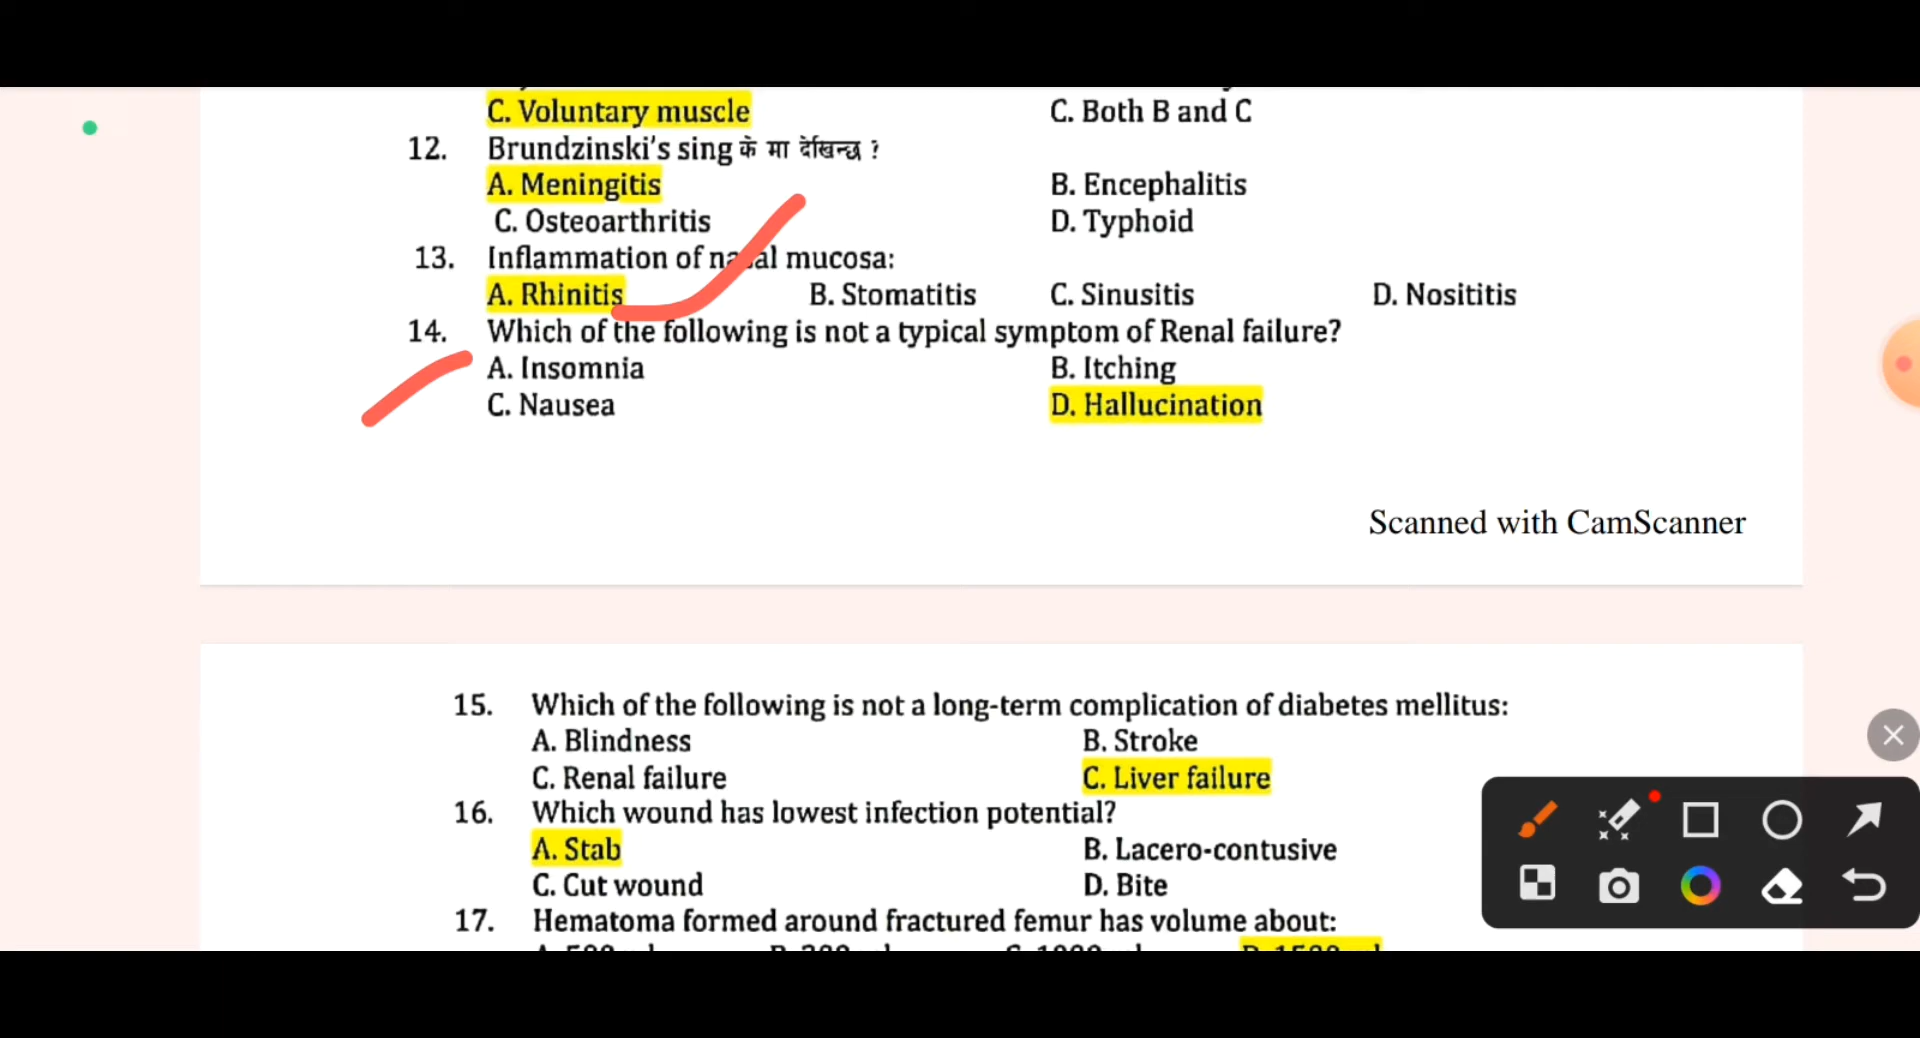 C. Voluntary muscle C. Both B and C
12. Brundzinski's sing के मा देखिन्छ ?
A. Meningitis B. Encephalitis
C. Osteoarthritis D. Typhoid
13. Inflammation of nasal mucosa:
A. Rhinitis B. Stomatitis C. Sinusitis D. Nosititis
14. Which of the following is not a typical symptom of Renal failure?
A. Insomnia B. Itching
C. Nausea D. Hallucination
Scanned with CamScanner
15. Which of the following is not a long-term complication of diabetes mellitus:
A. Blindness B. Stroke
C. Renal failure C. Liver failure
16. Which wound has lowest infection potential?
A. Stab B. Lacero-contusive
C. Cut wound D. Bite
17. Hematoma formed around fractured femur has volume about: